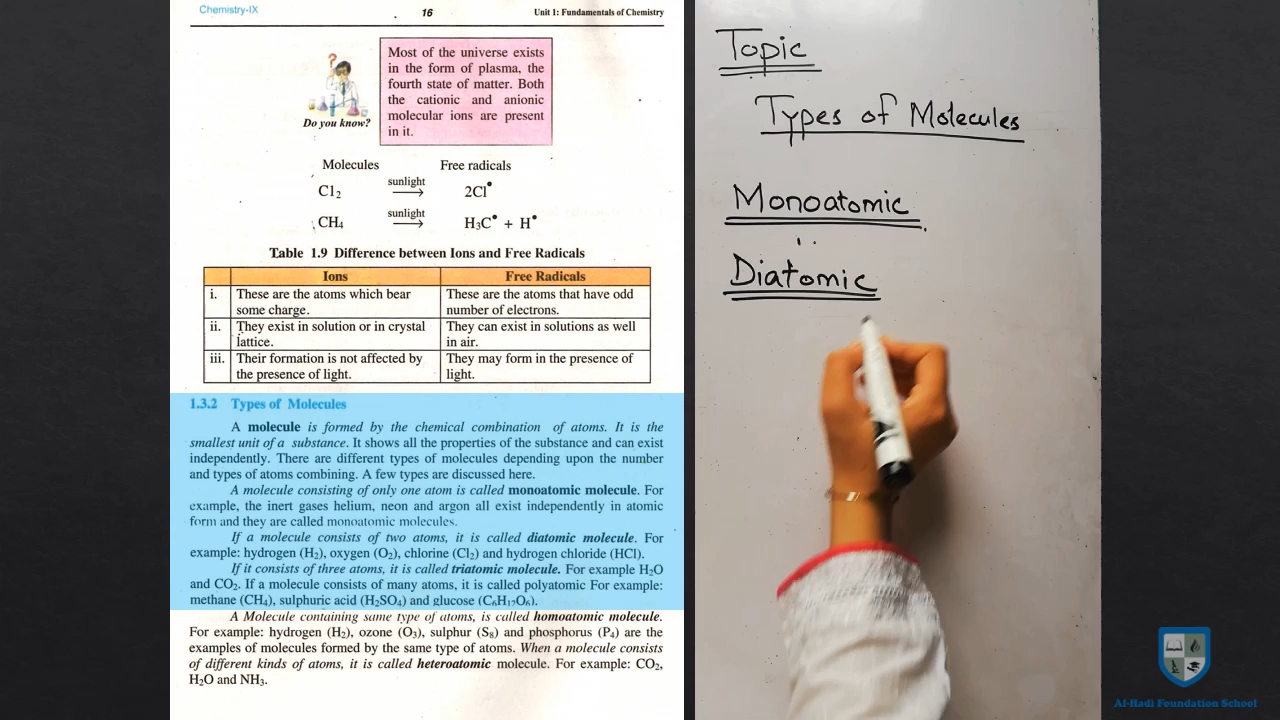 Chemistry-IX 16 Unit 1: Fundamentals of Chemistry
Most of the universe exists
in the form of plasma, the
fourth state of matter. Both
the cationic and anionic
molecular ions are present
in it.
Do you know?
Molecules Free radicals
Cl₂ sunlight → 2Cl•
CH₄ sunlight → H₃C• + H•
Table 1.9 Difference between Ions and Free Radicals
Ions Free Radicals
i. These are the atoms which bear some charge. These are the atoms that have odd number of electrons.
ii. They exist in solution or in crystal lattice. They can exist in solutions as well in air.
iii. Their formation is not affected by the presence of light. They may form in the presence of light.
1.3.2 Types of Molecules
A molecule is formed by the chemical combination of atoms. It is the
smallest unit of a substance. It shows all the properties of the substance and can exist
independently. There are different types of molecules depending upon the number
and types of atoms combining. A few types are discussed here.
A molecule consisting of only one atom is called monoatomic molecule. For
example, the inert gases helium, neon and argon all exist independently in atomic
form and they are called monoatomic molecules.
If a molecule consists of two atoms, it is called diatomic molecule. For
example: hydrogen (H₂), oxygen (O₂), chlorine (Cl₂) and hydrogen chloride (HCl).
If it consists of three atoms, it is called triatomic molecule. For example H₂O
and CO₂. If a molecule consists of many atoms, it is called polyatomic For example:
methane (CH₄), sulphuric acid (H₂SO₄) and glucose (C₆H₁₂O₆).
A Molecule containing same type of atoms, is called homoatomic molecule.
For example: hydrogen (H₂), ozone (O₃), sulphur (S₈) and phosphorus (P₄) are the
examples of molecules formed by the same type of atoms. When a molecule consists
of different kinds of atoms, it is called heteroatomic molecule. For example: CO₂,
H₂O and NH₃.
Topic
Types of Molecules
Monoatomic
Diatomic
Al-Hadi Foundation School